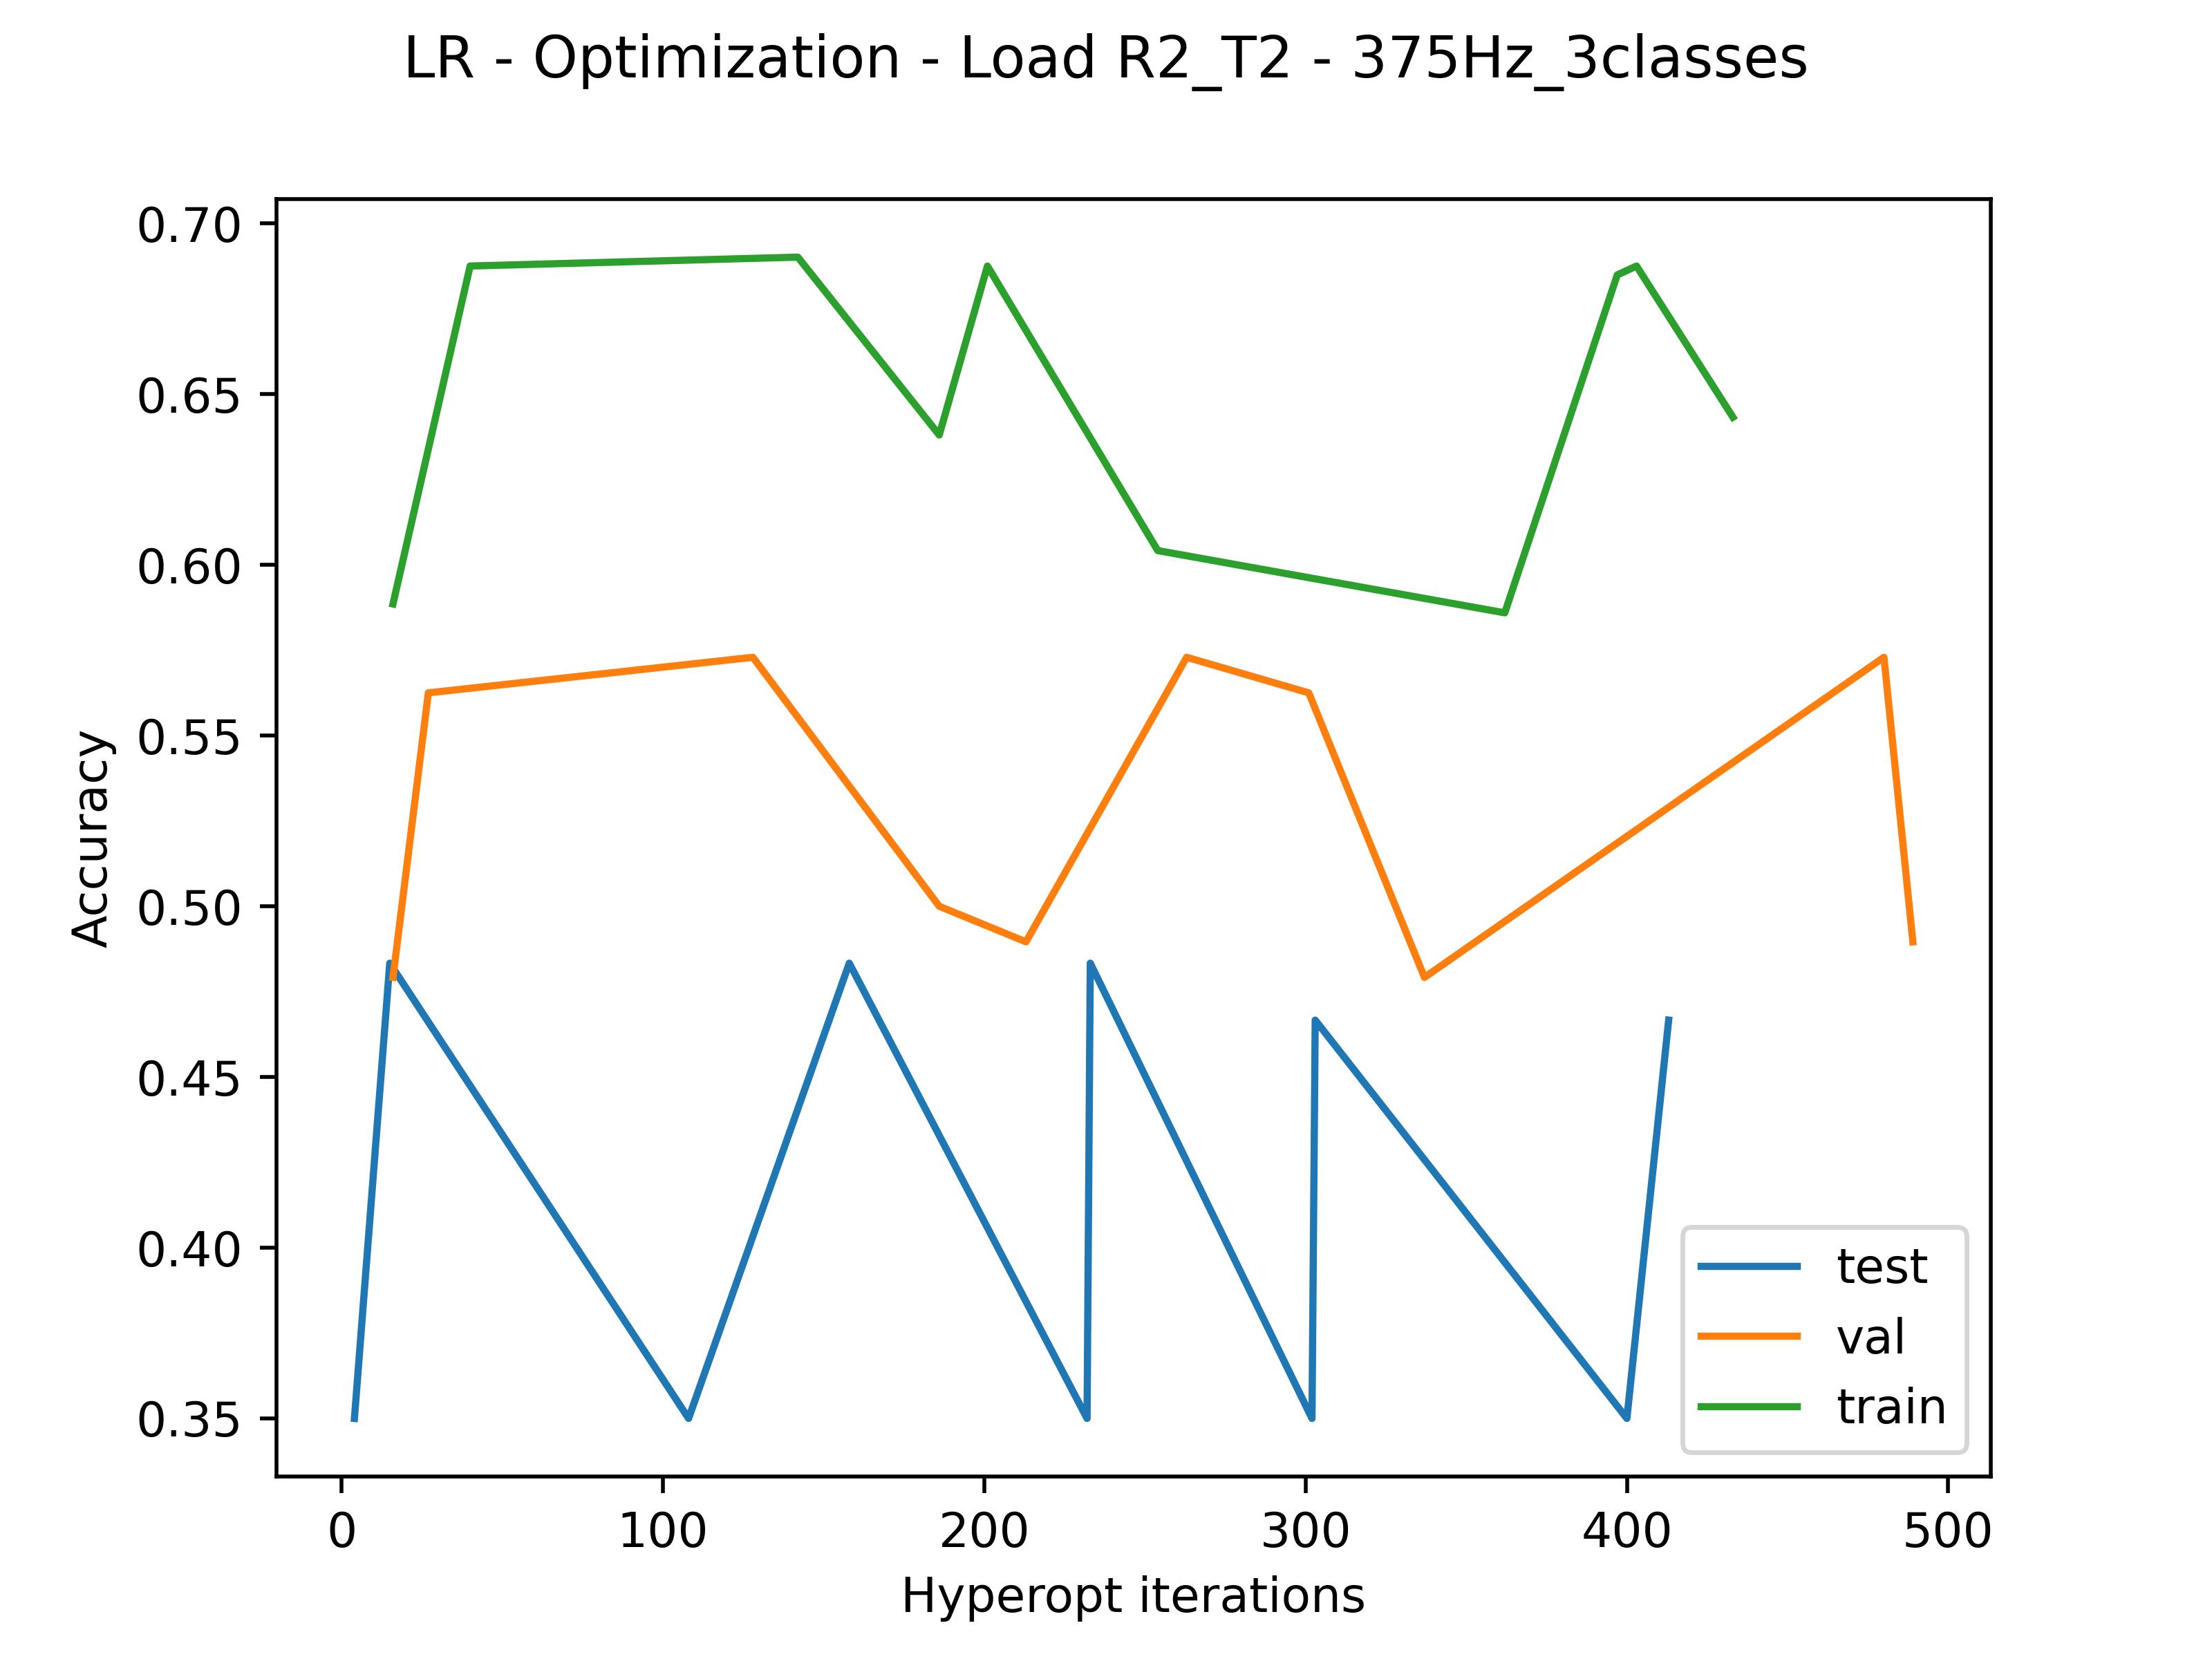 LR - Optimization - Load R2_T2 - 375Hz_3classes
0.70
0.65
0.60
0.55
0.50
0.45
0.40
0.35
Accuracy
test
val
train
0 100 200 300 400 500
Hyperopt iterations